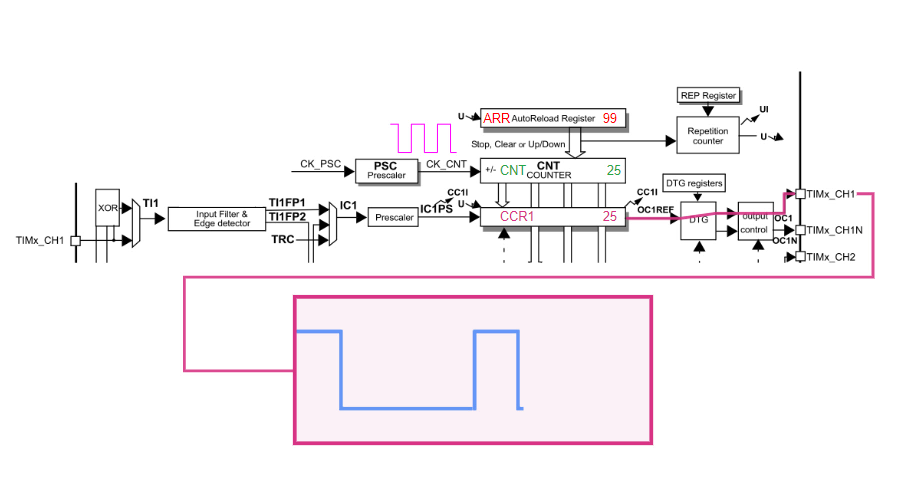 REP Register
UI
U
ARR AutoReload Register 99
Repetition
counter
U
Stop, Clear or Up/Down
CK_PSC
PSC
Prescaler
CK_CNT
+/- CNT CNT 25
COUNTER
DTG registers
XOR
TI1
Input Filter &
Edge detector
TI1FP1
TI1FP2
TRC
IC1
Prescaler
IC1PS
CC1I
U
CCR1 25
CC1I
OC1REF
DTG
output
control
OC1
OC1N
TIMx_CH1
TIMx_CH1
TIMx_CH1N
TIMx_CH2